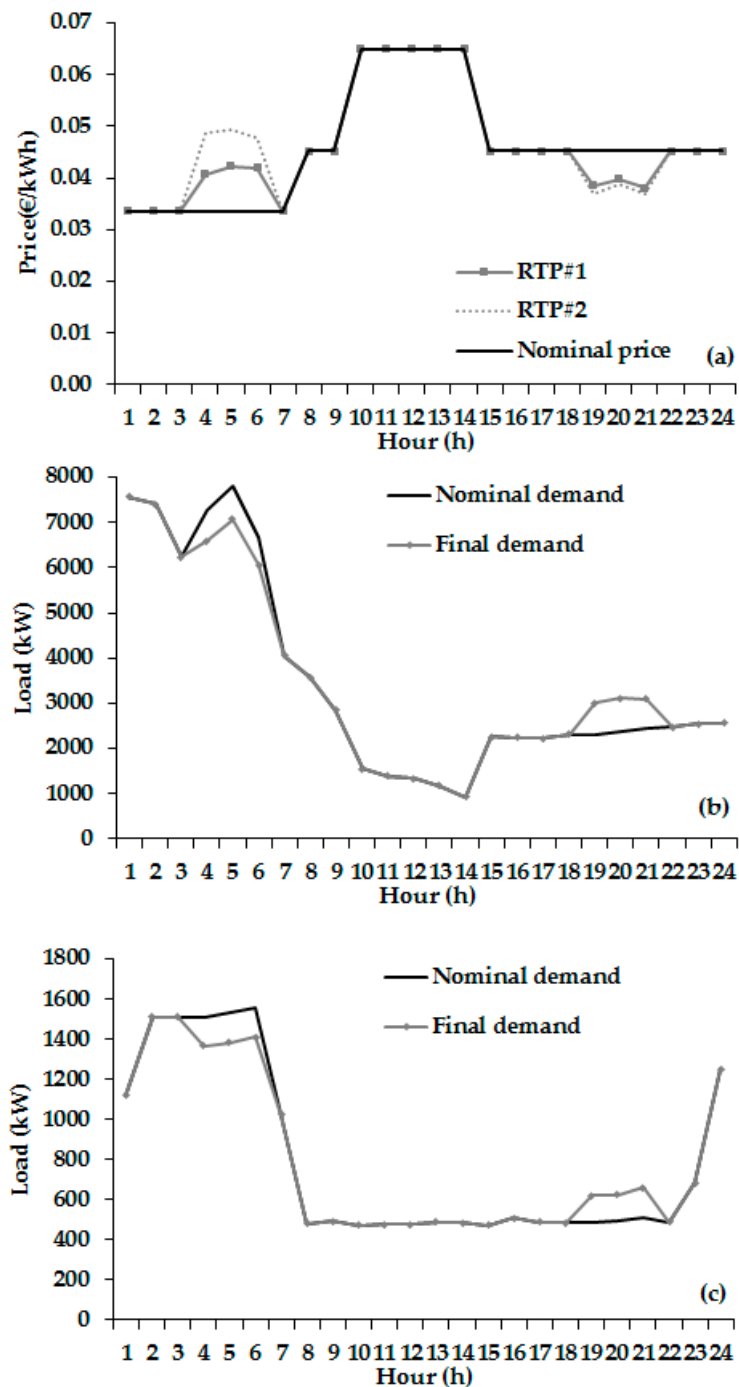 0.07
0.06
0.05
0.04
0.03
0.02
0.01
0.00
Price(€/kWh)
RTP#1
RTP#2
Nominal price
(a)
1 2 3 4 5 6 7 8 9 10 11 12 13 14 15 16 17 18 19 20 21 22 23 24
Hour (h)
8000
7000
6000
5000
4000
3000
2000
1000
0
Load (kW)
Nominal demand
Final demand
(b)
1 2 3 4 5 6 7 8 9 10 11 12 13 14 15 16 17 18 19 20 21 22 23 24
Hour (h)
1800
1600
1400
1200
1000
800
600
400
200
0
Load (kW)
Nominal demand
Final demand
(c)
1 2 3 4 5 6 7 8 9 10 11 12 13 14 15 16 17 18 19 20 21 22 23 24
Hour (h)